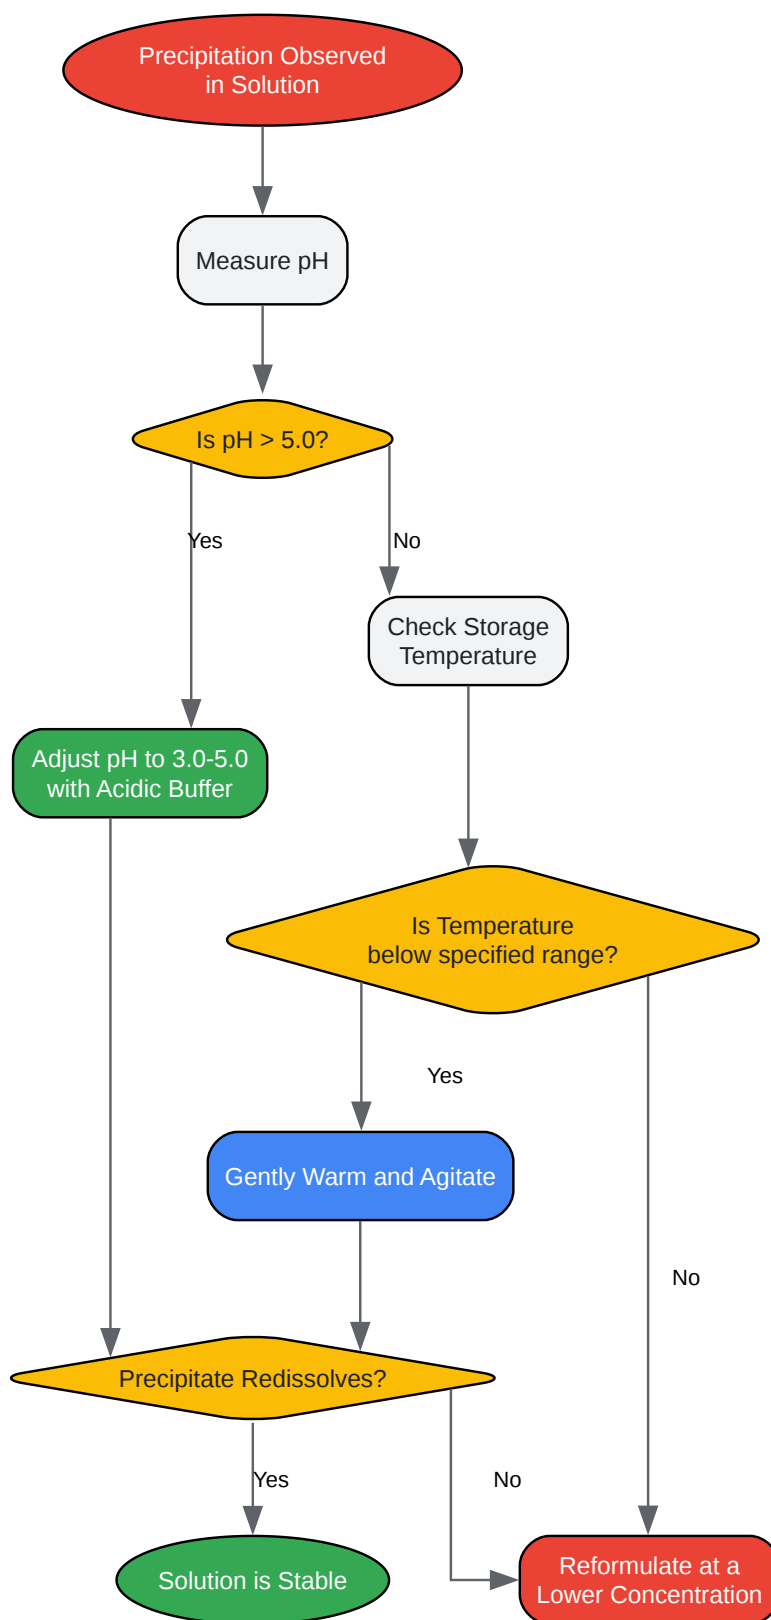 Precipitation Observed
in Solution
Measure pH
Is pH > 5.0?
Yes
No
Check Storage
Temperature
Adjust pH to 3.0-5.0
with Acidic Buffer
Is Temperature
below specified range?
Yes
Gently Warm and Agitate
No
Precipitate Redissolves?
Yes
No
Solution is Stable
Reformulate at a
Lower Concentration